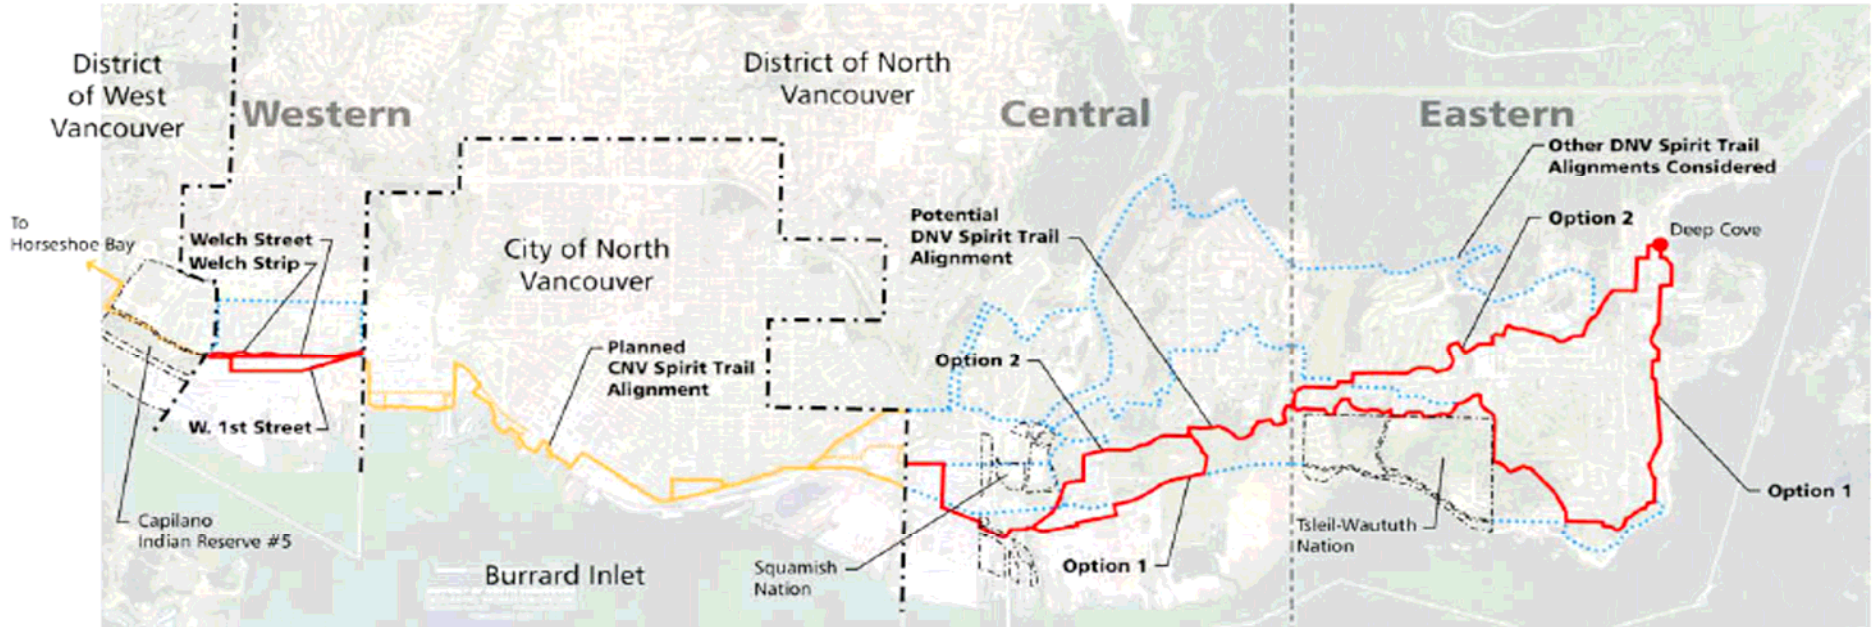 District
of West
Vancouver
Western
District of North
Vancouver
Central
Eastern
Other DNV Spirit Trail
Alignments Considered
To
Horseshoe Bay
Welch Street
Welch Strip
City of North
Vancouver
Potential
DNV Spirit Trail
Alignment
Option 2
Deep Cove
Planned
CNV Spirit Trail
Alignment
Option 2
W. 1st Street
Option 1
Capilano
Indian Reserve #5
Burrard Inlet
Squamish
Nation
Option 1
Tsleil-Waututh
Nation